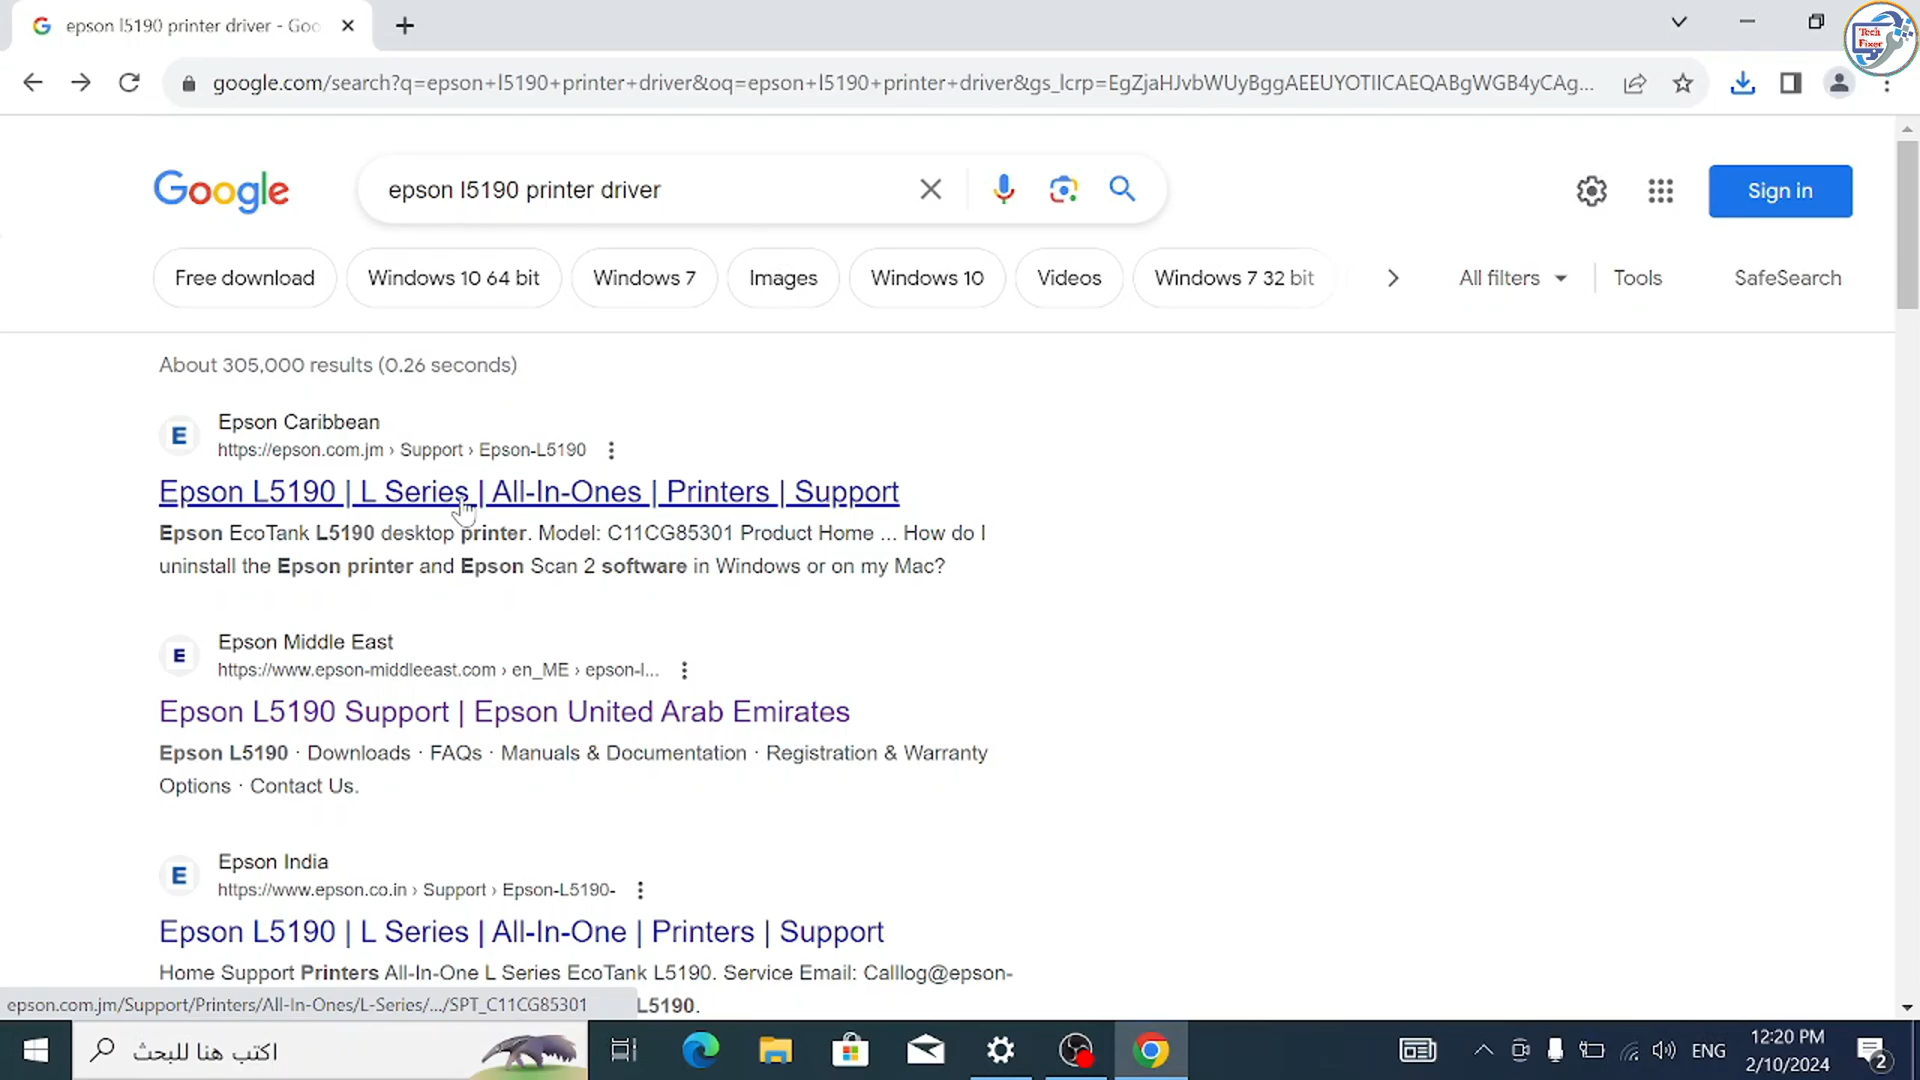 epson l5190 printer driver - Goo
Tech
Fixer
google.com/search?q=epson+l5190+printer+driver&oq=epson+l5190+printer+driver&gs_lcrp=EgZjaHJvbWUyBggAEEUYOTIICAEQABgWGB4yCAg...
Google
epson l5190 printer driver
Sign in
Free download
Windows 10 64 bit
Windows 7
Images
Windows 10
Videos
Windows 7 32 bit
All filters
Tools
SafeSearch
About 305,000 results (0.26 seconds)
E
Epson Caribbean
https://epson.com.jm › Support › Epson-L5190
Epson L5190 | L Series | All-In-Ones | Printers | Support
Epson EcoTank L5190 desktop printer. Model: C11CG85301 Product Home ... How do I
uninstall the Epson printer and Epson Scan 2 software in Windows or on my Mac?
E
Epson Middle East
https://www.epson-middleeast.com › en_ME › epson-l...
Epson L5190 Support | Epson United Arab Emirates
Epson L5190 · Downloads · FAQs · Manuals & Documentation · Registration & Warranty
Options · Contact Us.
E
Epson India
https://www.epson.co.in › Support › Epson-L5190-
Epson L5190 | L Series | All-In-One | Printers | Support
Home Support Printers All-In-One L Series EcoTank L5190. Service Email: Calllog@epson-
L5190.
epson.com.jm/Support/Printers/All-In-Ones/L-Series/.../SPT_C11CG85301
اكتب هنا للبحث
ENG
12:20 PM
2/10/2024
2